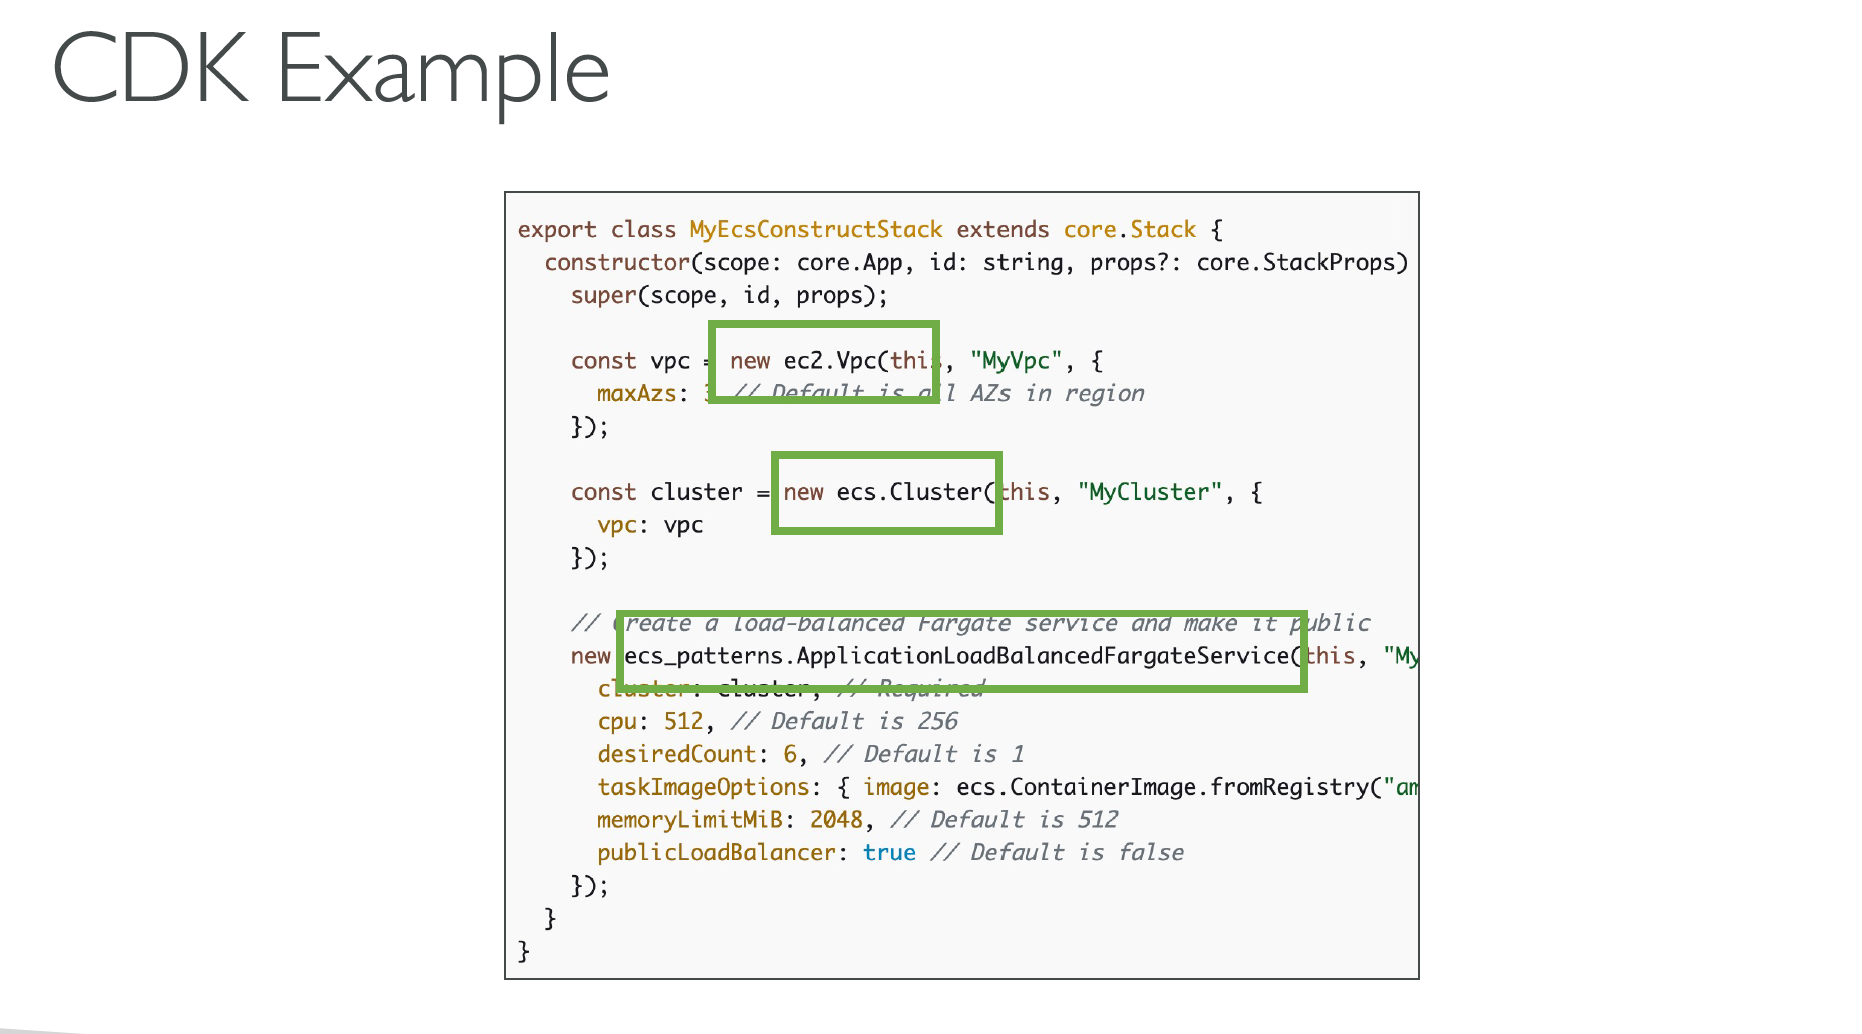 CDK Example
export class MyEcsConstructStack extends core.Stack {
constructor(scope: core.App, id: string, props?: core.StackProps)
super(scope, id, props);
const vpc = new ec2.Vpc(this, "MyVpc", {
maxAzs: 3 // Default is all AZs in region
});
const cluster = new ecs.Cluster(this, "MyCluster", {
vpc: vpc
});
// Create a load-balanced Fargate service and make it public
new ecs_patterns.ApplicationLoadBalancedFargateService(this, "My
cluster: cluster, // Required
cpu: 512, // Default is 256
desiredCount: 6, // Default is 1
taskImageOptions: { image: ecs.ContainerImage.fromRegistry("am
memoryLimitMiB: 2048, // Default is 512
publicLoadBalancer: true // Default is false
});
}
}